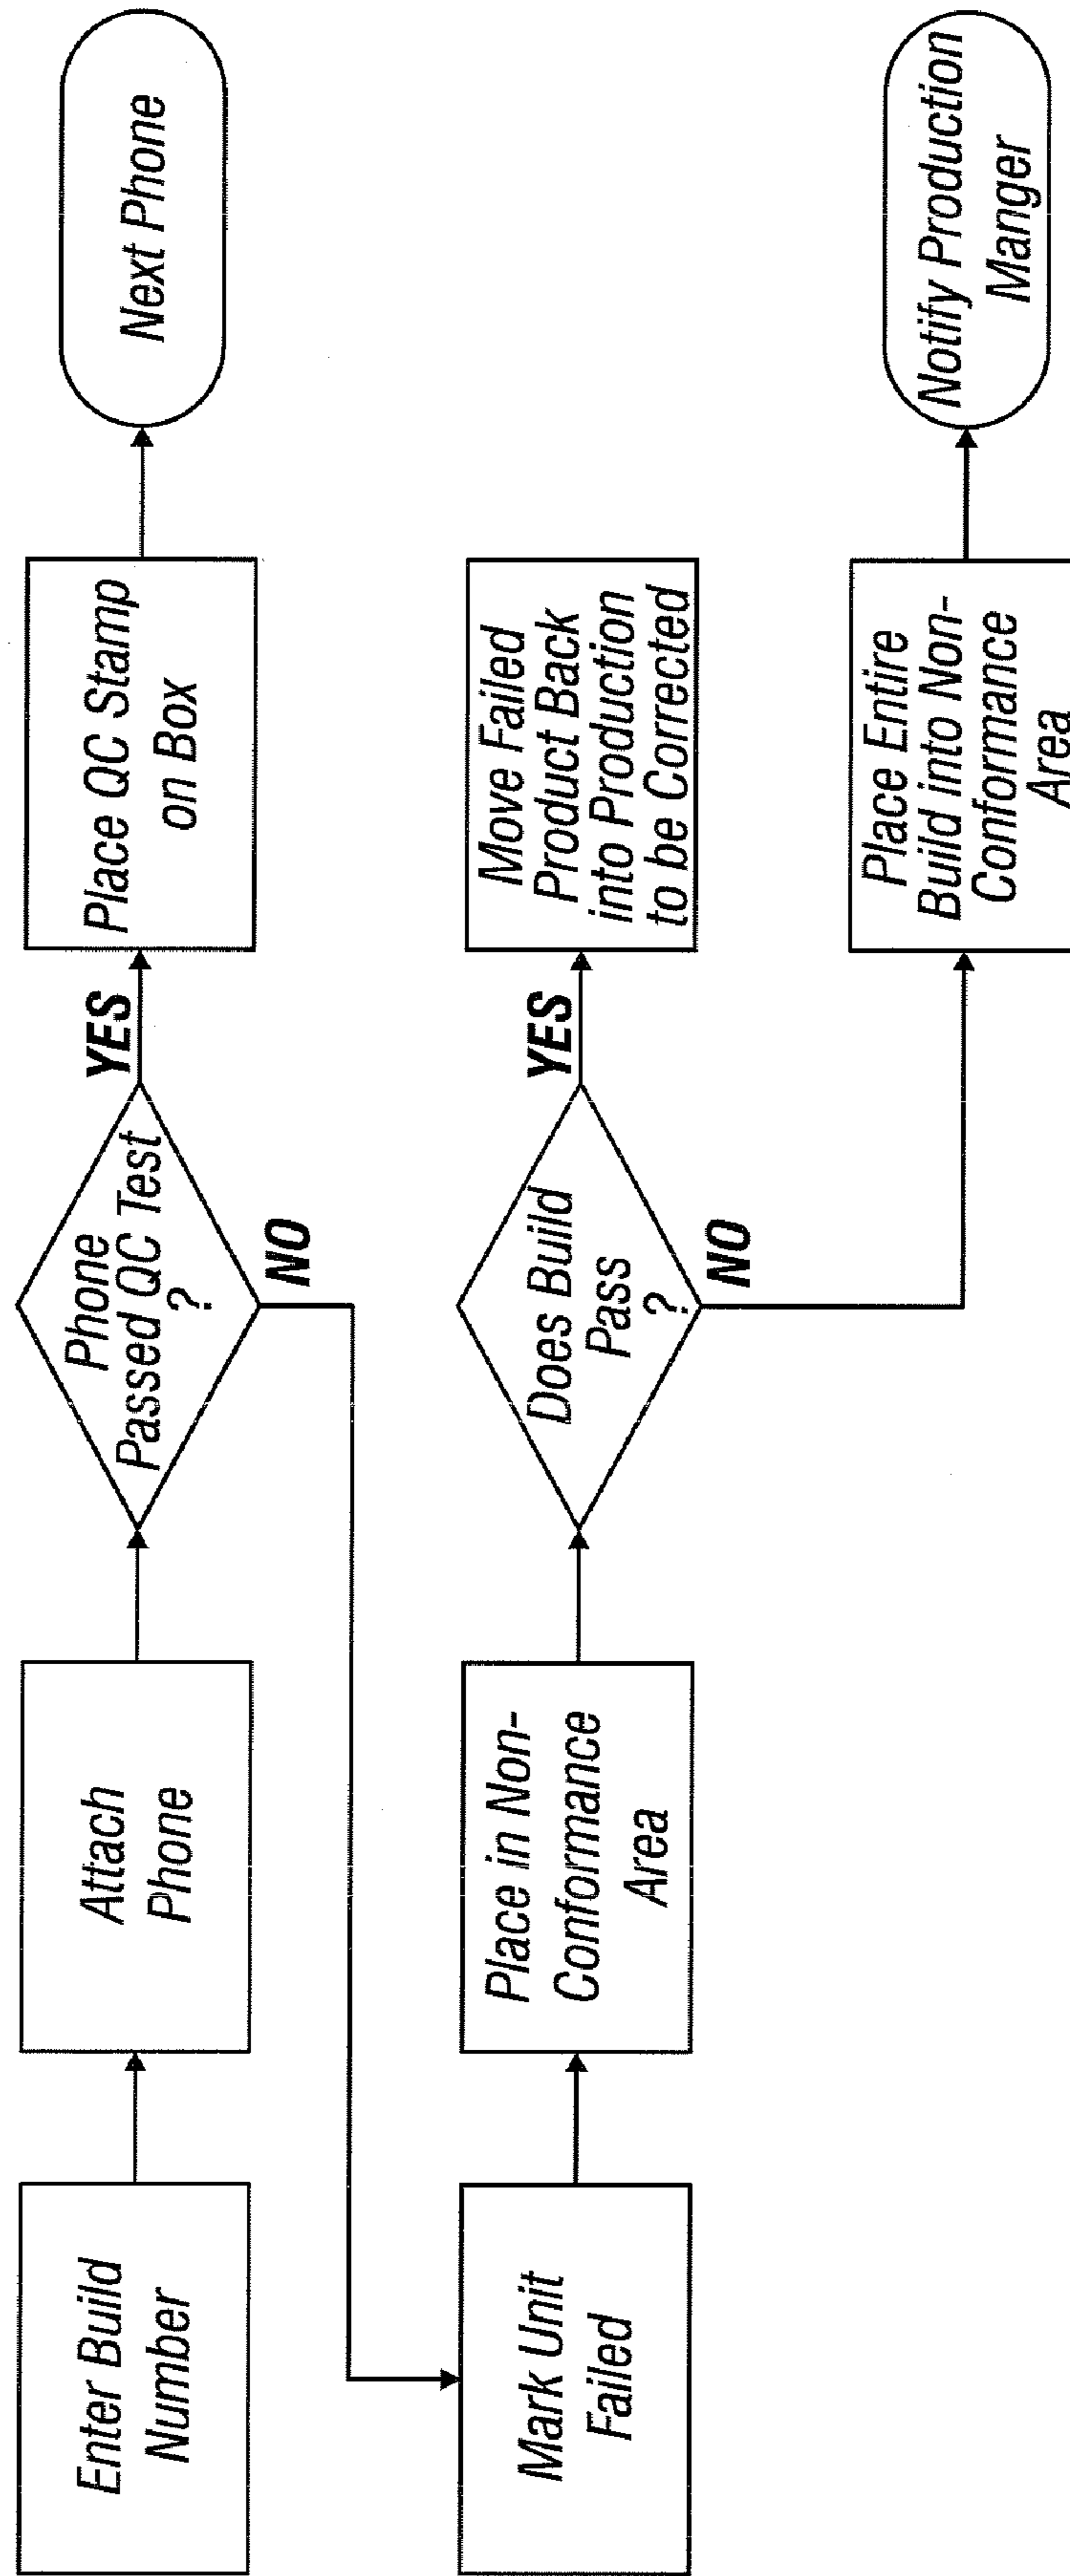 Enter Build
Number
Attach
Phone
Phone
Passed QC Test
?
YES
NO
Place QC Stamp
on Box
Next Phone
Mark Unit
Failed
Place in Non-
Conformance
Area
Does Build
Pass
?
YES
NO
Move Failed
Product Back
into Production
to be Corrected
Place Entire
Build into Non-
Conformance
Area
Notify Production
Manger